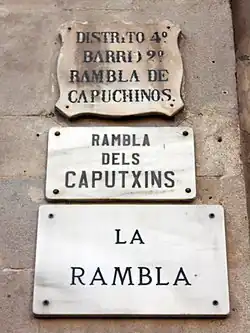 DISTRITO 4º
BARRIO 9º
RAMBLA DE
CAPUCHINOS.
RAMBLA
DELS
CAPUTXINS
LA
RAMBLA